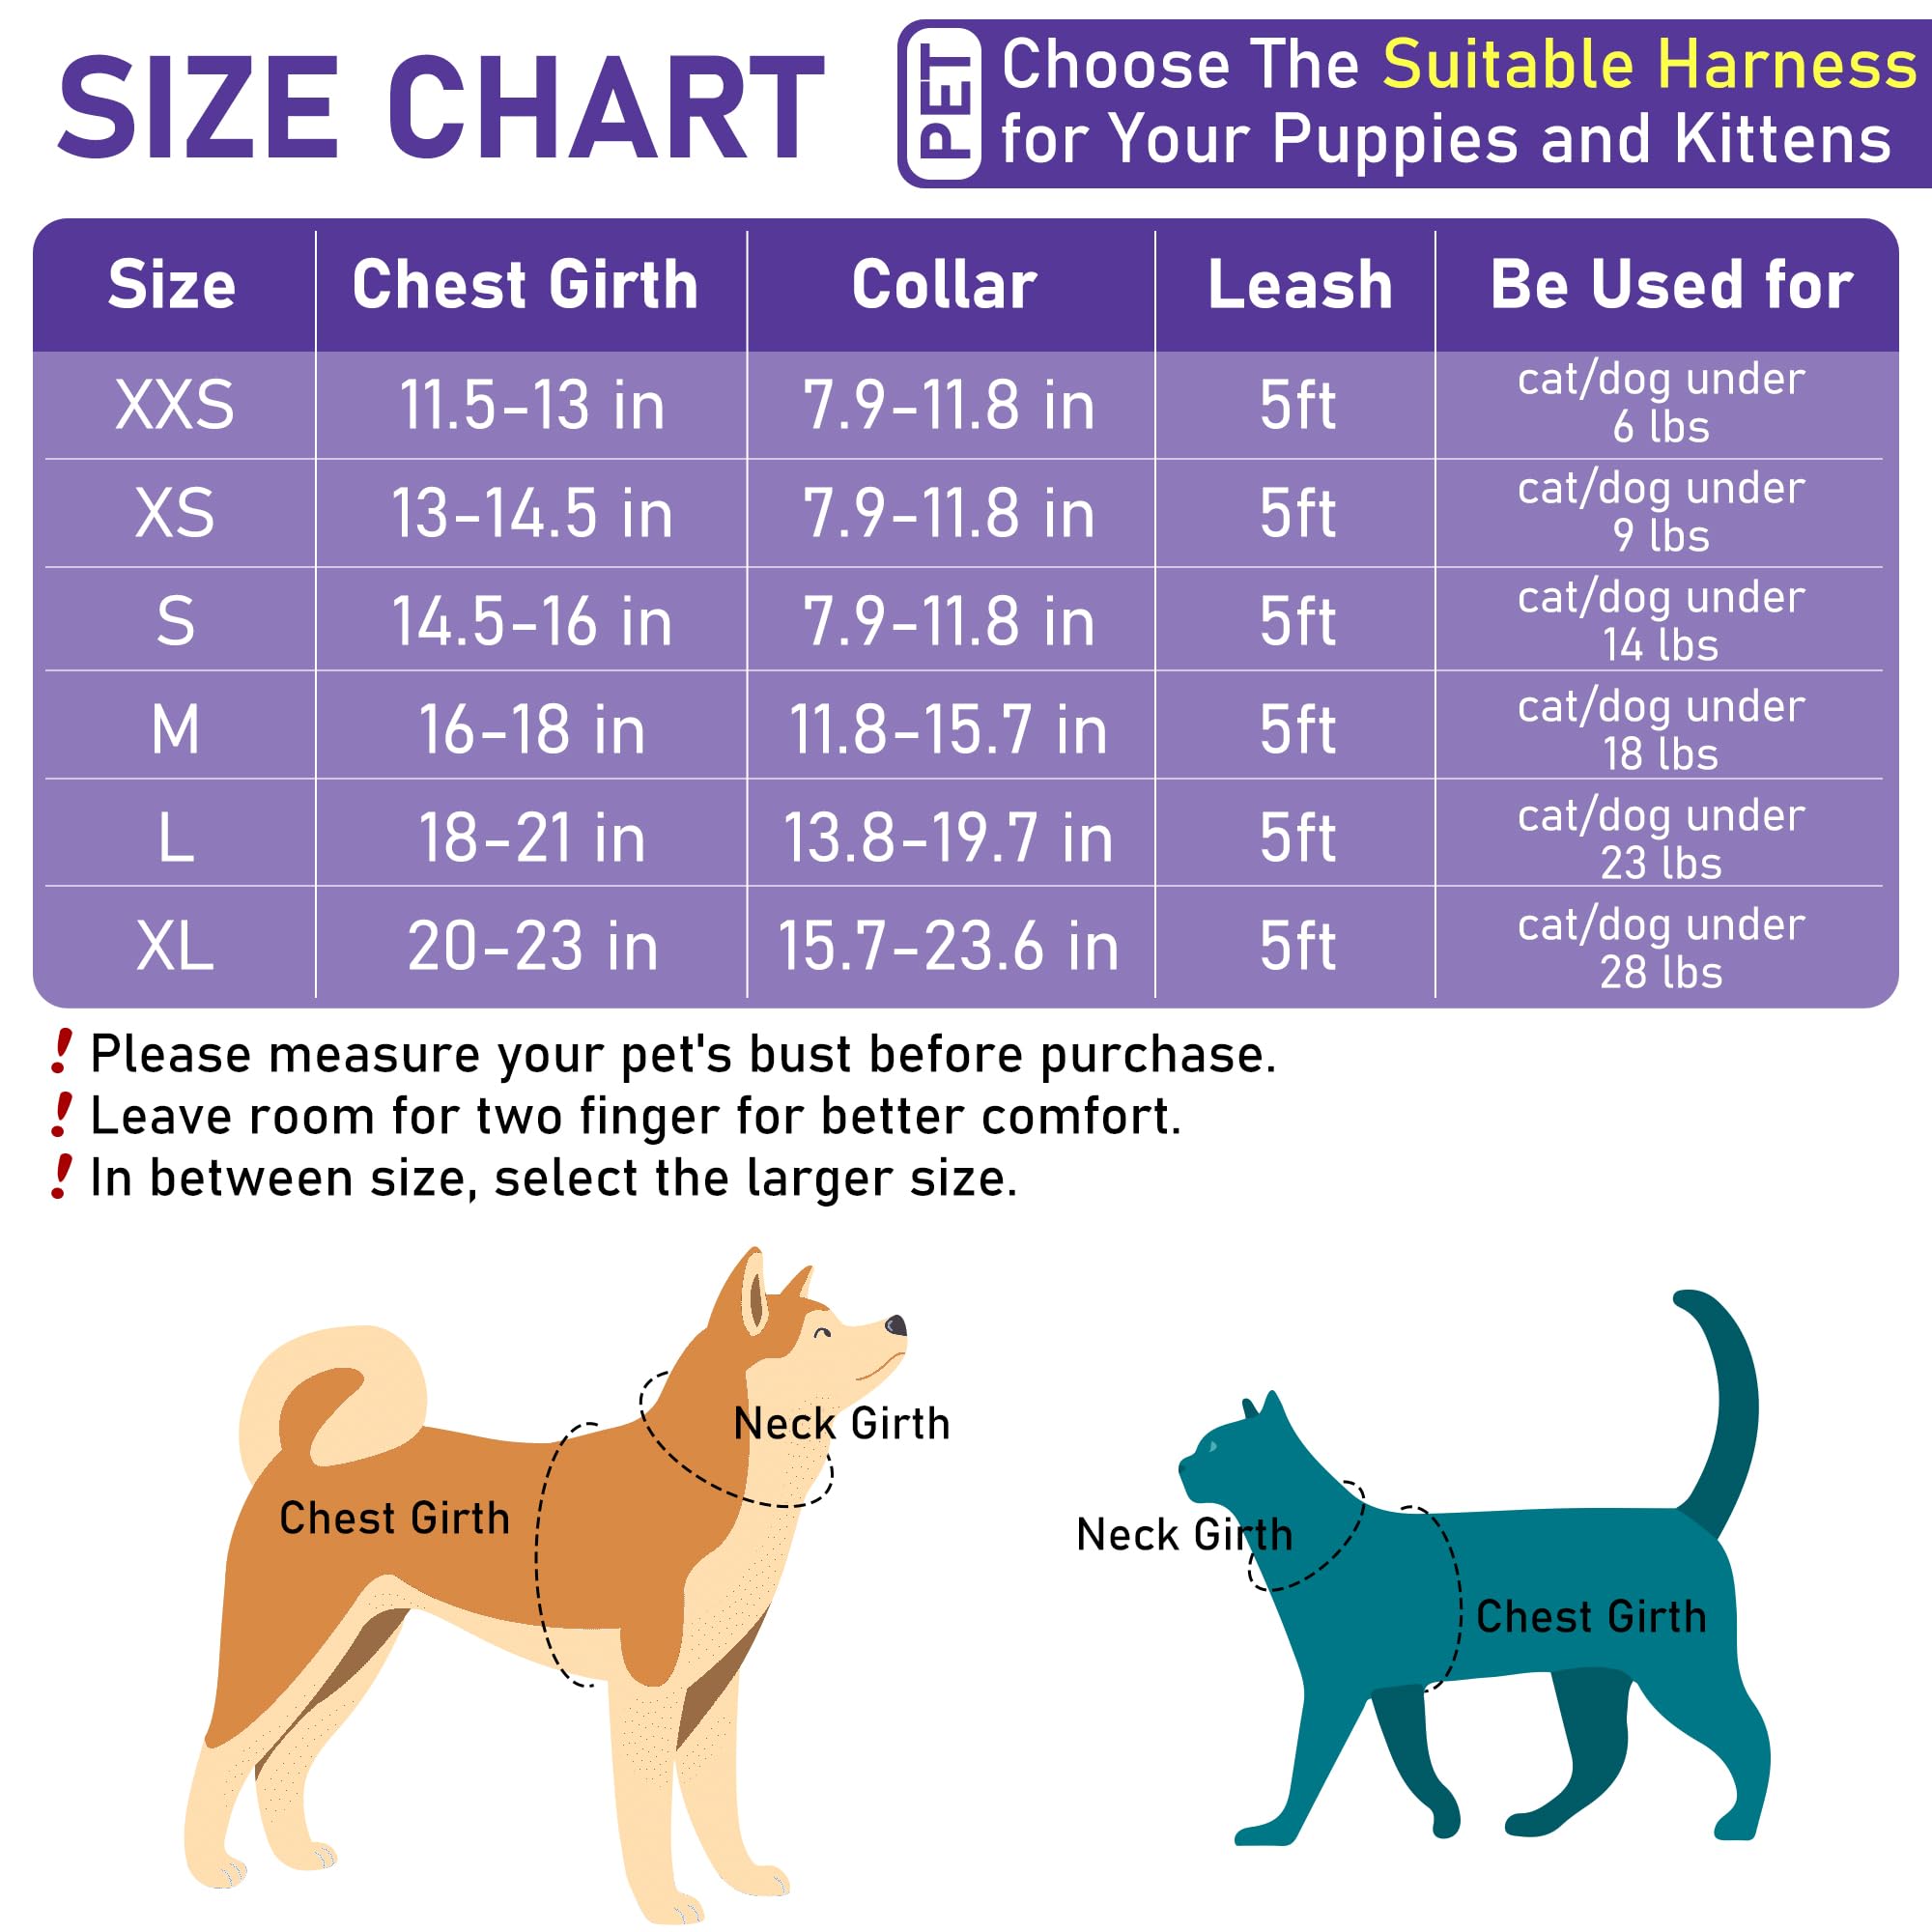 SIZE CHART
PET
Choose The Suitable Harness
for Your Puppies and Kittens
Size Chest Girth Collar Leash Be Used for
XXS 11.5-13 in 7.9-11.8 in 5ft cat/dog under
6 lbs
XS 13-14.5 in 7.9-11.8 in 5ft cat/dog under
9 lbs
S 14.5-16 in 7.9-11.8 in 5ft cat/dog under
14 lbs
M 16-18 in 11.8-15.7 in 5ft cat/dog under
18 lbs
L 18-21 in 13.8-19.7 in 5ft cat/dog under
23 lbs
XL 20-23 in 15.7-23.6 in 5ft cat/dog under
28 lbs
! Please measure your pet's bust before purchase.
! Leave room for two finger for better comfort.
! In between size, select the larger size.
Neck Girth
Chest Girth
Neck Girth
Chest Girth